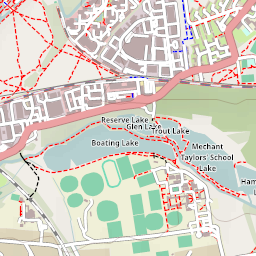 Reserve Lake
Glen Lake
Trout Lake
Boating Lake
Mechant
Taylors' School
Lake
Ham